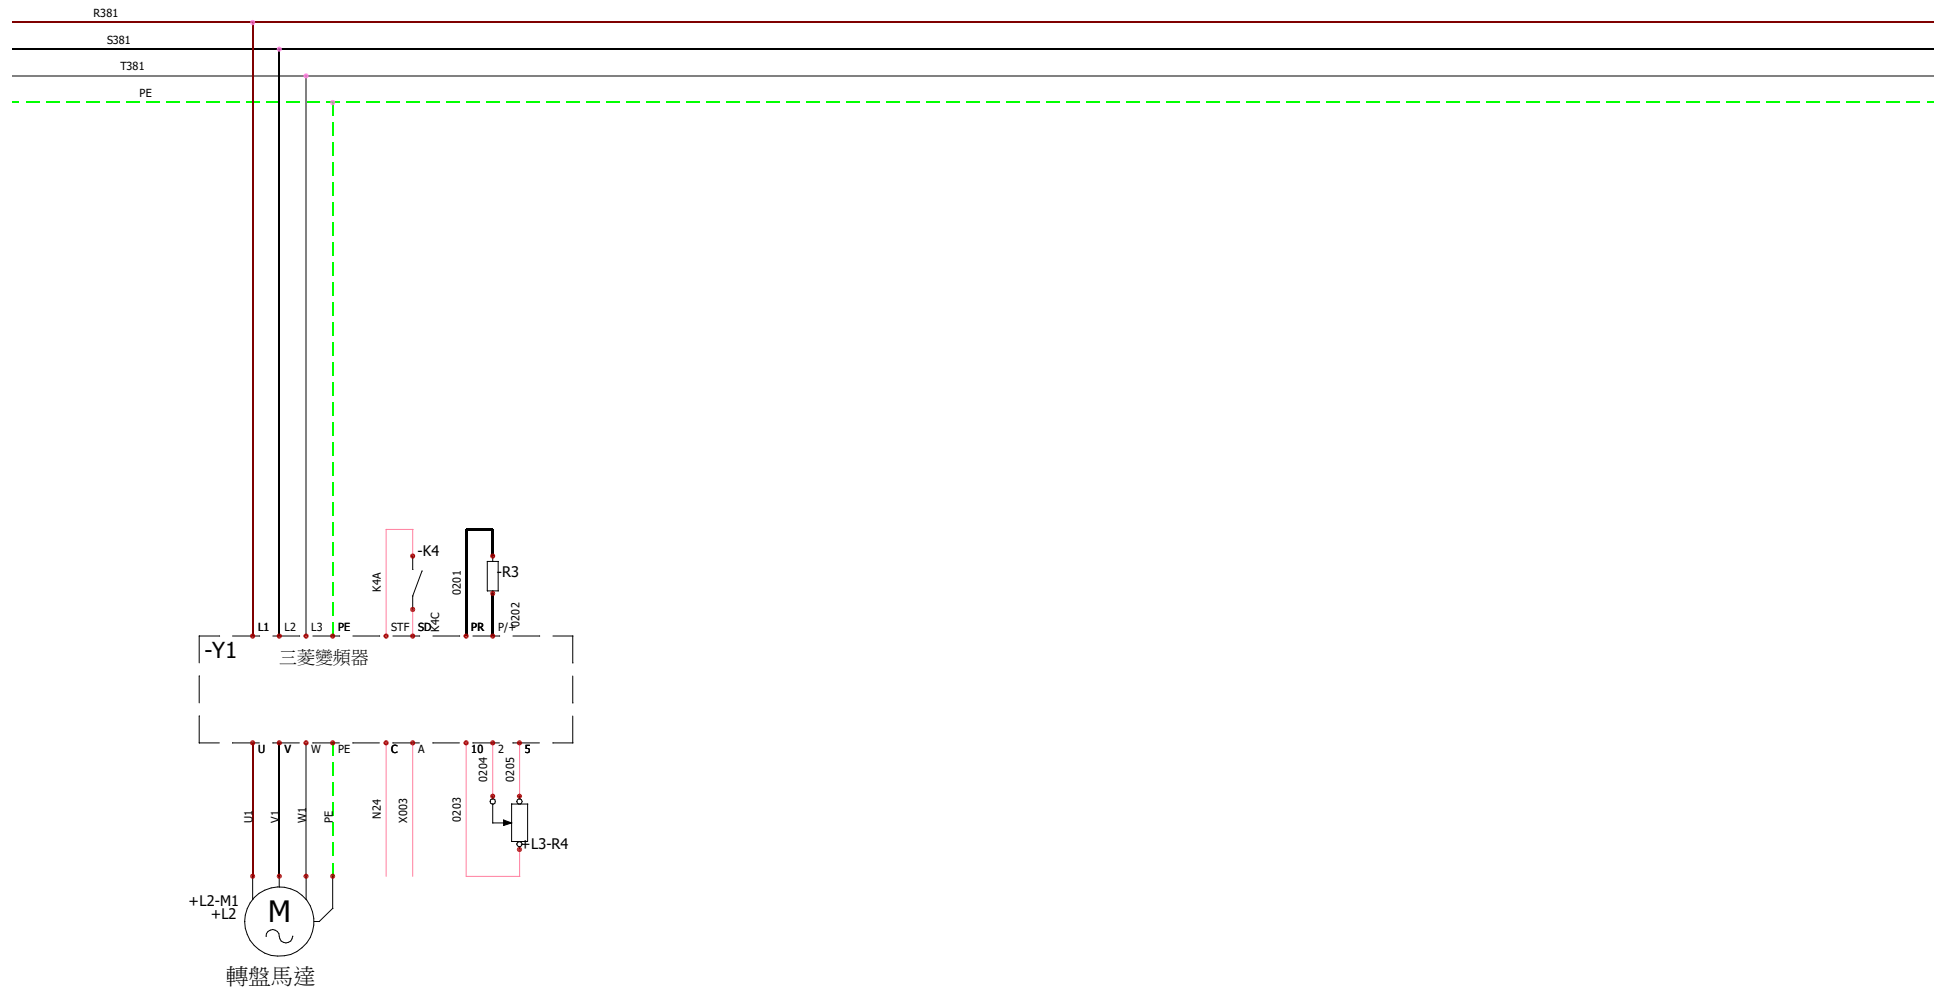 R381
S381
T381
PE
-K4
K4A
0201
-R3
K4C
0202
L1 L2 L3 PE STF SD PR P/+
-Y1 三菱變頻器
U V W PE C A 10 2 5
0204 0205
U1 V1 W1 PE N24 X003 0203
+L3-R4
+L2-M1
+L2
M
轉盤馬達